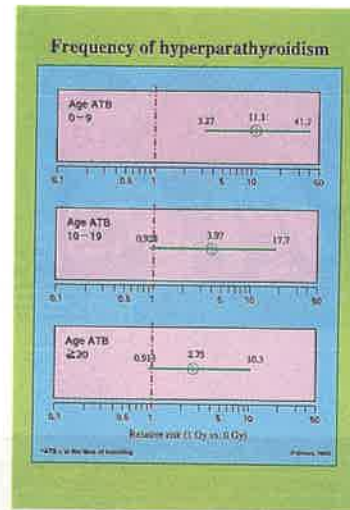 Frequency of hyperparathyroidism
Age ATB
0-9
3.27 11.1 41.2
0.1 0.5 1 5 10 50
Age ATB
10-19
3.97 17.7
0.1 0.5 1 5 10 50
Age ATB
≧20
2.75 10.3
0.1 0.5 1 5 10 50
Relative risk (1 Gy vs. 0 Gy)
*ATB = at the time of bombing